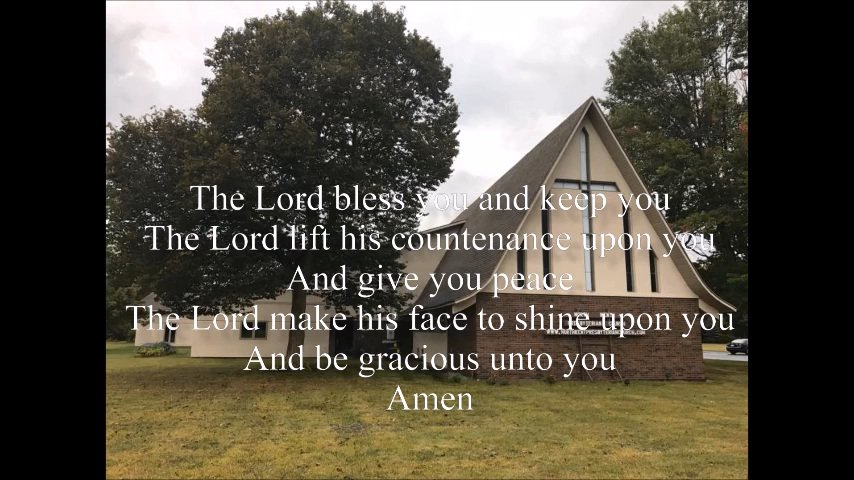 The Lord bless you and keep you
The Lord lift his countenance upon you
And give you peace
The Lord make his face to shine upon you
And be gracious unto you
Amen